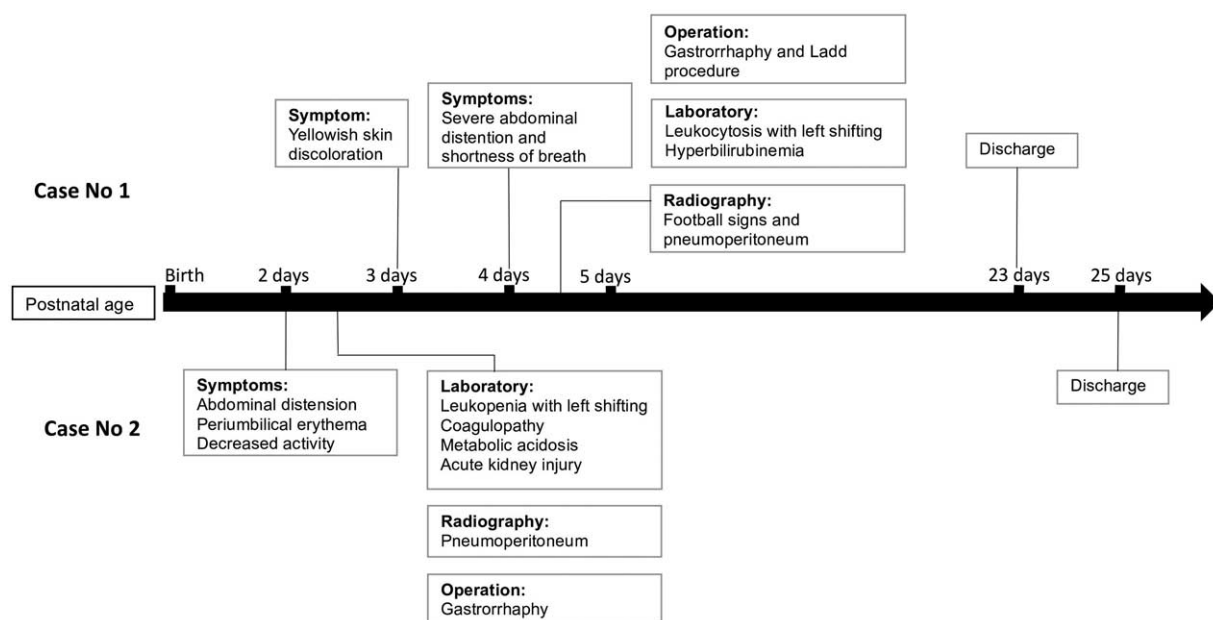 Operation:
Gastrorrhaphy and Ladd
procedure
Symptom:
Yellowish skin
discoloration
Symptoms:
Severe abdominal
distention and
shortness of breath
Laboratory:
Leukocytosis with left shifting
Hyperbilirubinemia
Discharge
Case No 1
Radiography:
Football signs and
pneumoperitoneum
Birth
2 days
3 days
4 days
5 days
23 days
25 days
Postnatal age
Symptoms:
Abdominal distension
Periumbilical erythema
Decreased activity
Laboratory:
Leukopenia with left shifting
Coagulopathy
Metabolic acidosis
Acute kidney injury
Discharge
Case No 2
Radiography:
Pneumoperitoneum
Operation:
Gastrorrhaphy